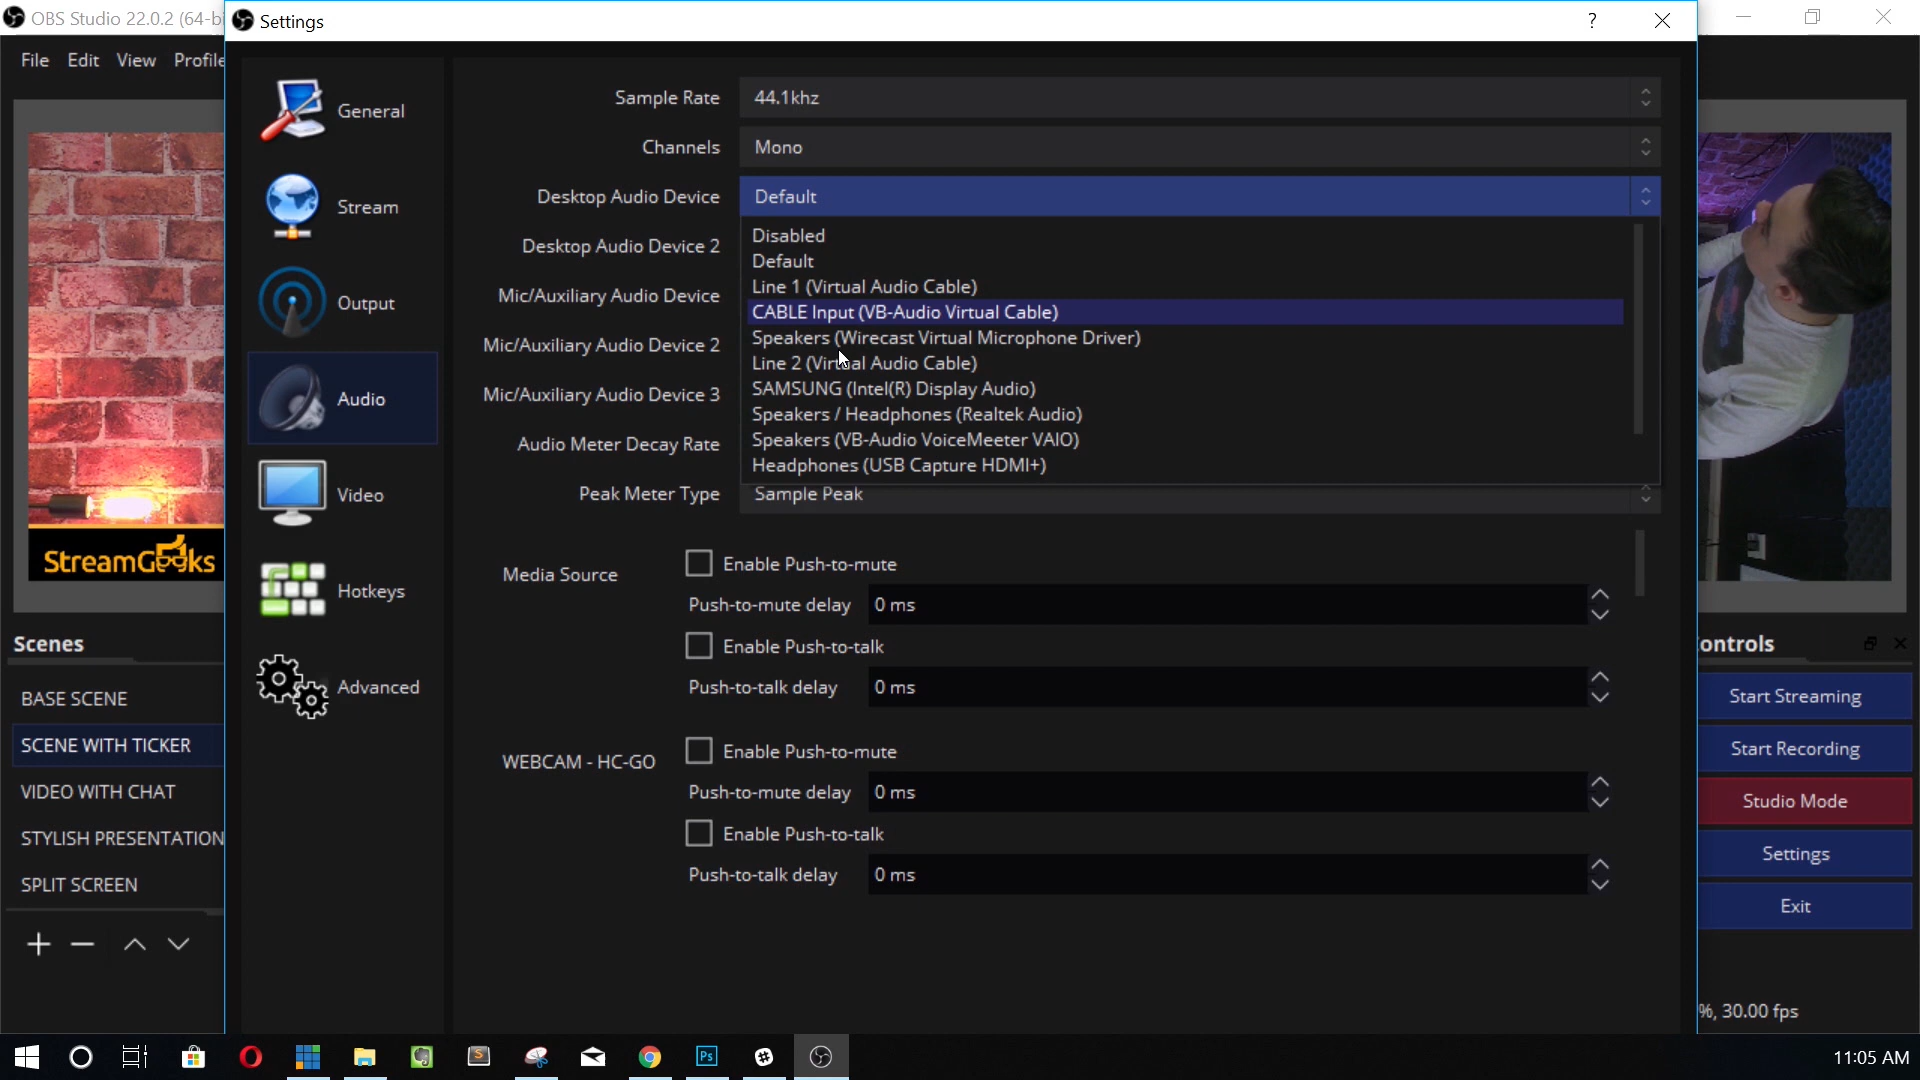 OBS Studio 22.0.2 (64-bi
Settings
?
File Edit View Profile
General
Stream
Output
Audio
Video
Hotkeys
Advanced
Sample Rate 44.1khz
Channels Mono
Desktop Audio Device Default
Desktop Audio Device 2
Mic/Auxiliary Audio Device
Mic/Auxiliary Audio Device 2
Mic/Auxiliary Audio Device 3
Audio Meter Decay Rate
Disabled
Default
Line 1 (Virtual Audio Cable)
CABLE Input (VB-Audio Virtual Cable)
Speakers (Wirecast Virtual Microphone Driver)
Line 2 (Virtual Audio Cable)
SAMSUNG (Intel(R) Display Audio)
Speakers / Headphones (Realtek Audio)
Speakers (VB-Audio VoiceMeeter VAIO)
Headphones (USB Capture HDMI+)
Peak Meter Type Sample Peak
Media Source
Enable Push-to-mute
Push-to-mute delay 0 ms
Enable Push-to-talk
Push-to-talk delay 0 ms
WEBCAM - HC-GO
Enable Push-to-mute
Push-to-mute delay 0 ms
Enable Push-to-talk
Push-to-talk delay 0 ms
StreamGeeks
Scenes
BASE SCENE
SCENE WITH TICKER
VIDEO WITH CHAT
STYLISH PRESENTATION
SPLIT SCREEN
ontrols
Start Streaming
Start Recording
Studio Mode
Settings
Exit
%, 30.00 fps
S
Ps
11:05 AM